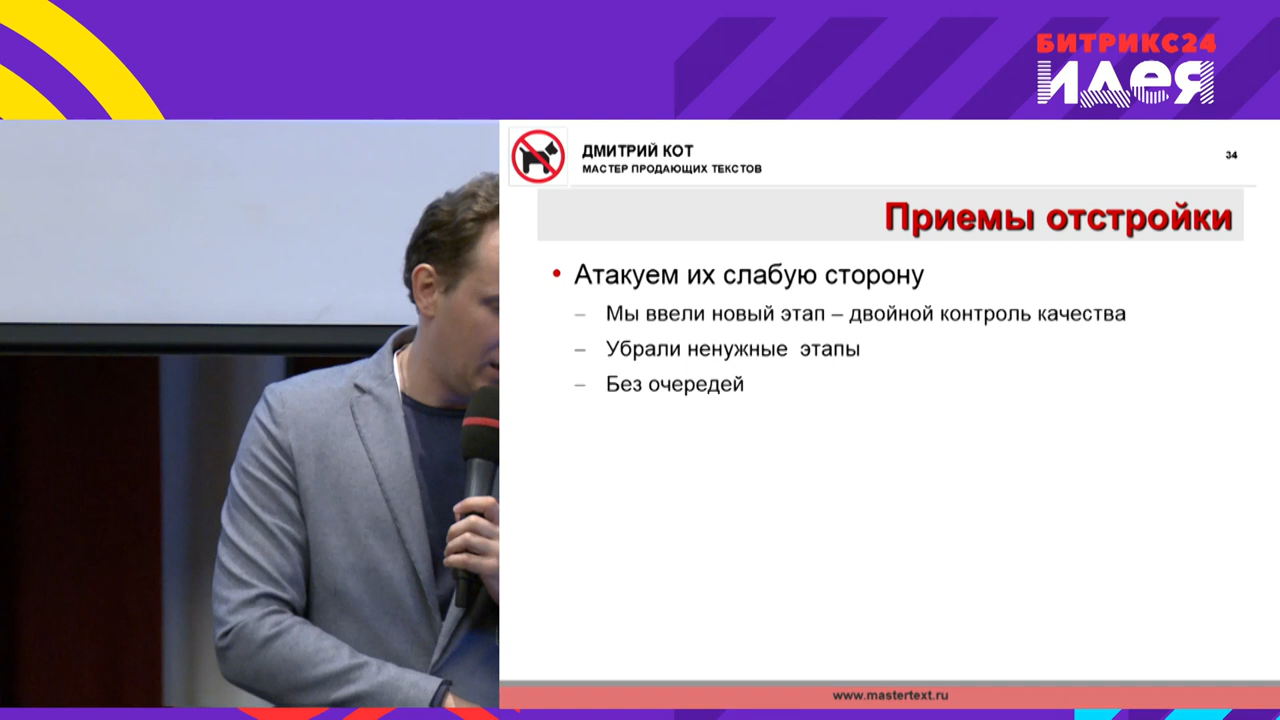 БИТРИКС24
ИДЕЯ
ДМИТРИЙ КОТ
МАСТЕР ПРОДАЮЩИХ ТЕКСТОВ
34
Приемы отстройки
• Атакуем их слабую сторону
– Мы ввели новый этап – двойной контроль качества
– Убрали ненужные этапы
– Без очередей
www.mastertext.ru